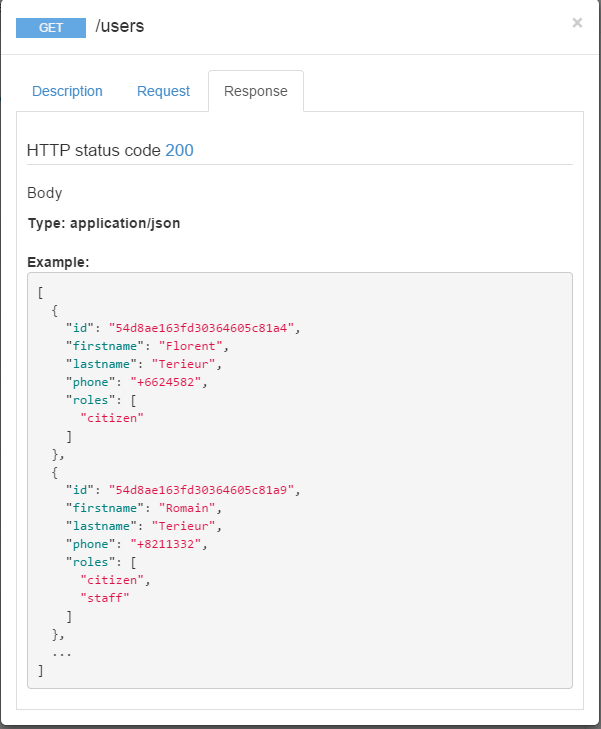 GET /users ×
Description Request Response
HTTP status code 200
Body
Type: application/json
Example:
[
  {
    "id": "54d8ae163fd30364605c81a4",
    "firstname": "Florent",
    "lastname": "Terieur",
    "phone": "+6624582",
    "roles": [
      "citizen"
    ]
  },
  {
    "id": "54d8ae163fd30364605c81a9",
    "firstname": "Romain",
    "lastname": "Terieur",
    "phone": "+8211332",
    "roles": [
      "citizen",
      "staff"
    ]
  },
  ...
]